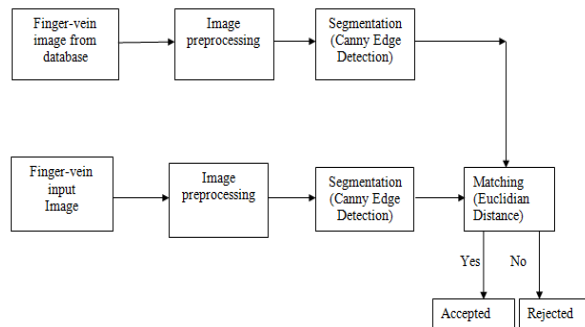 Finger-vein
image from
database
Image
preprocessing
Segmentation
(Canny Edge
Detection)
Finger-vein
input
Image
Image
preprocessing
Segmentation
(Canny Edge
Detection)
Matching
(Euclidian
Distance)
Yes
No
Accepted
Rejected